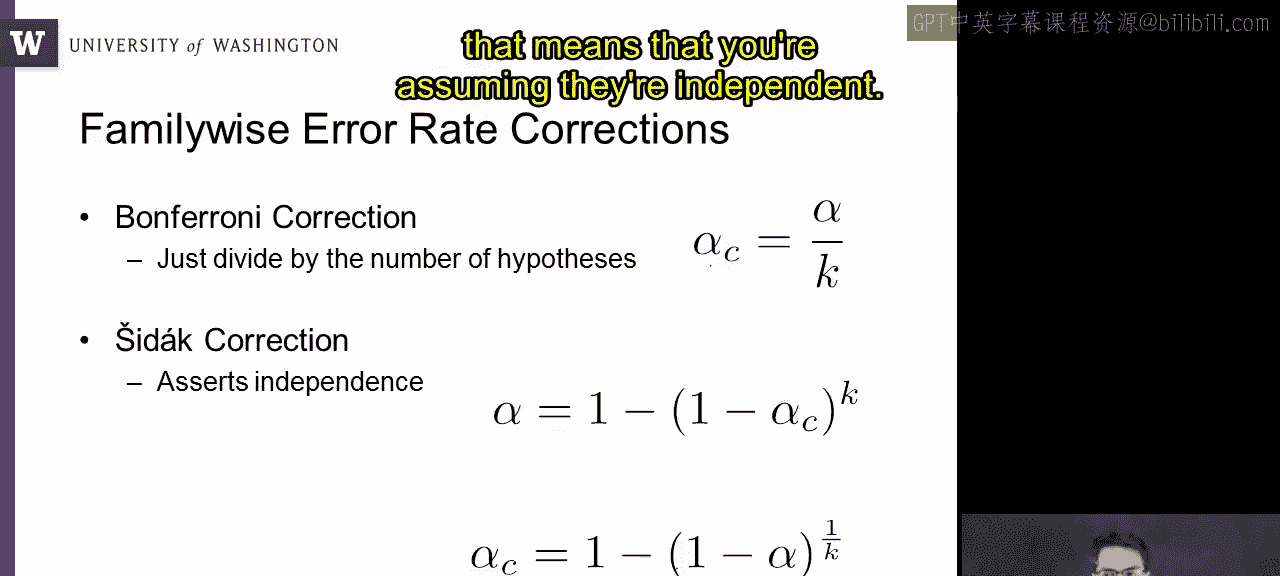 W UNIVERSITY of WASHINGTON
GPT中英字幕课程资源@bilibili.com
that means that you're
assuming they're independent.
Familywise Error Rate Corrections
• Bonferroni Correction
– Just divide by the number of hypotheses
α_c = α/k
• Šidák Correction
– Asserts independence
α = 1 − (1 − α_c)^k
α_c = 1 − (1 − α)^{1/k}